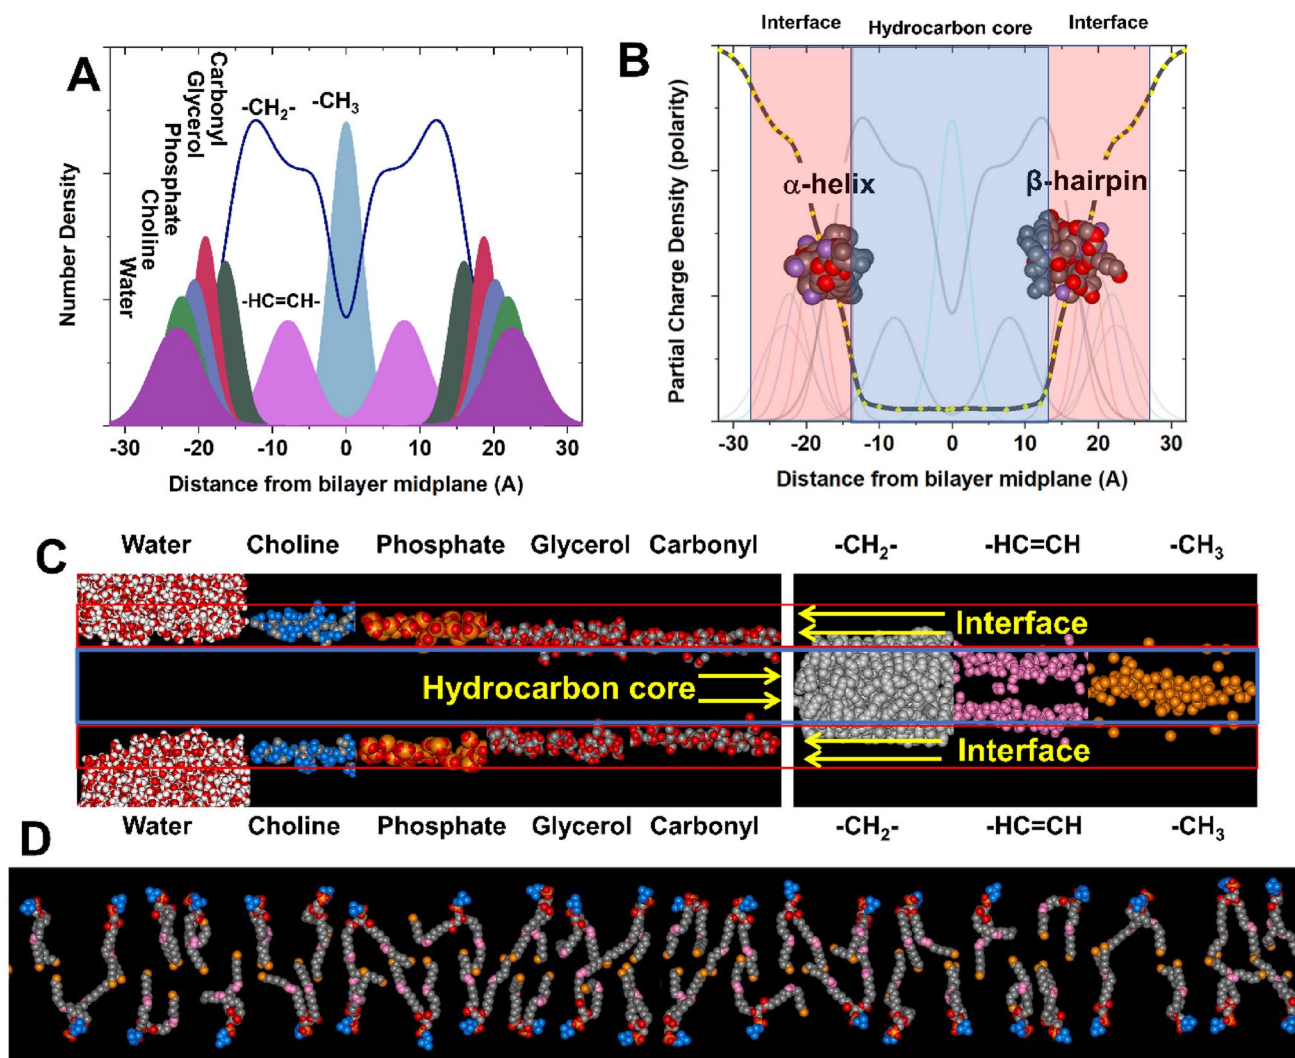 A
Carbonyl
Glycerol
Phosphate
Choline
Water
-CH₂-
-CH₃
-HC=CH-
Number Density
-30 -20 -10 0 10 20 30
Distance from bilayer midplane (A)
B
Interface Hydrocarbon core Interface
α-helix β-hairpin
Partial Charge Density (polarity)
-30 -20 -10 0 10 20 30
Distance from bilayer midplane (A)
C
Water Choline Phosphate Glycerol Carbonyl -CH₂- -HC=CH -CH₃
Interface
Hydrocarbon core
Interface
Water Choline Phosphate Glycerol Carbonyl -CH₂- -HC=CH -CH₃
D